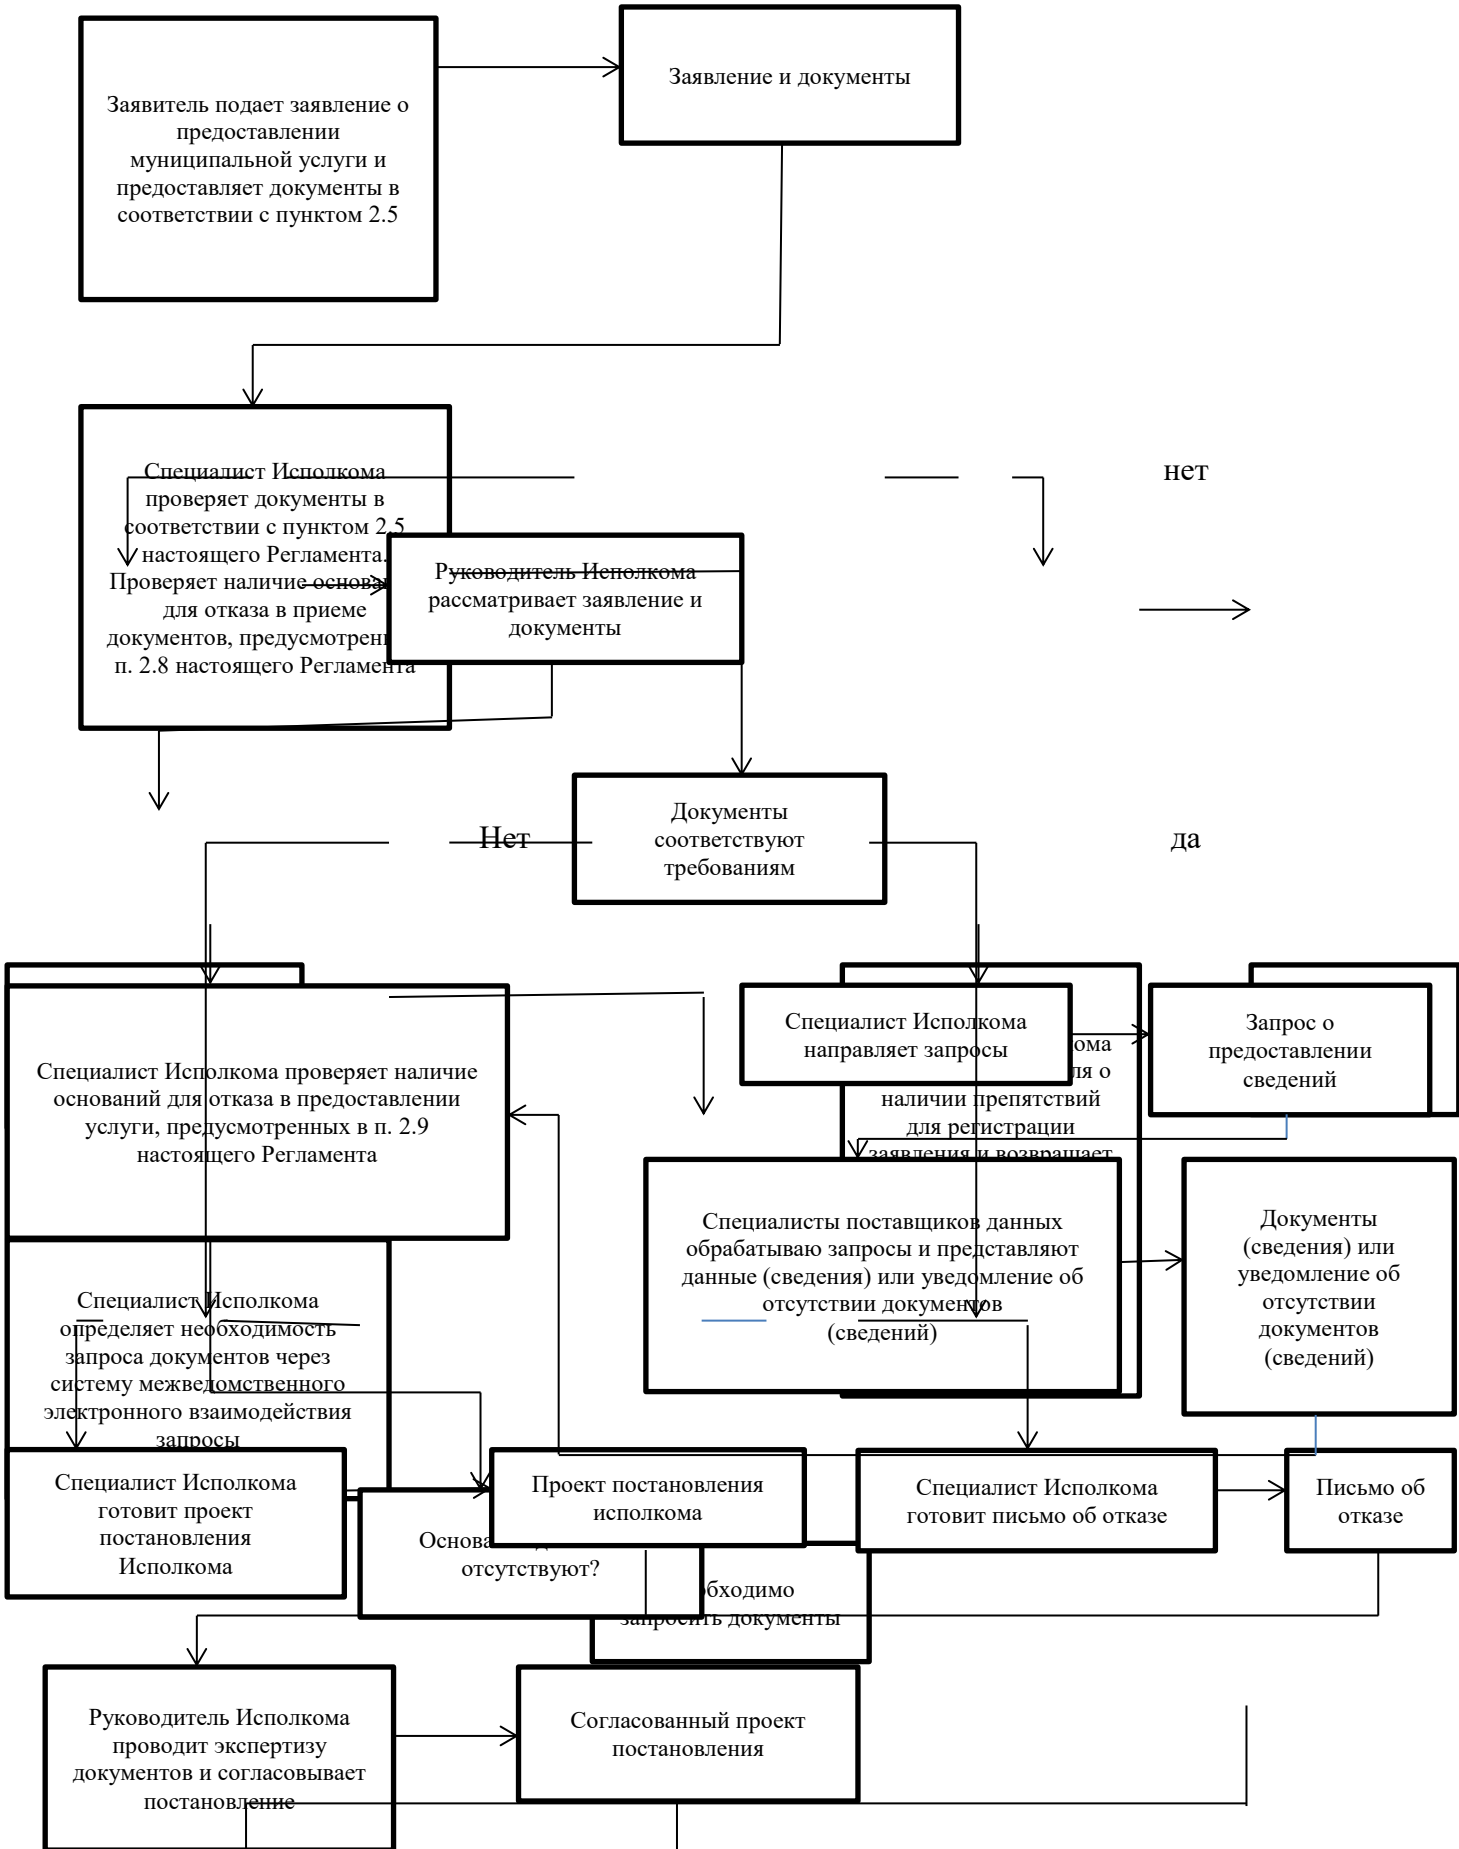 Заявитель подает заявление о
предоставлении
муниципальной услуги и
предоставляет документы в
соответствии с пунктом 2.5
Заявление и документы
Специалист Исполкома
проверяет документы в
соответствии с пунктом 2.5
настоящего Регламента.
Проверяет наличие
для отказа в приеме
документов,
п. 2.8 настоящего Регламента
нет
Руководитель Исполкома
рассматривает заявление и
документы
Документы
соответствуют
требованиям
Нет
да
Специалист Исполкома проверяет наличие
оснований для отказа в предоставлении
услуги, предусмотренных в п. 2.9
настоящего Регламента
Специалист Исполкома
направляет запросы
о
наличии препятствий
для регистрации
заявления и возвращает
Запрос о
предоставлении
сведений
Специалисты поставщиков данных
обрабатываю запросы и представляют
данные (сведения) или уведомление об
отсутствии документов
(сведений)
Документы
(сведения) или
уведомление об
отсутствии
документов
(сведений)
Специалист Исполкома
определяет необходимость
запроса документов через
систему межведомственного
электронного взаимодействия
запросы
Специалист Исполкома
готовит проект
постановления
Исполкома
Проект постановления
исполкома
отсутствуют?
запросить документы
Специалист Исполкома
готовит письмо об отказе
Письмо об
отказе
Руководитель Исполкома
проводит экспертизу
документов и согласовывает
постановление
Согласованный проект
постановления